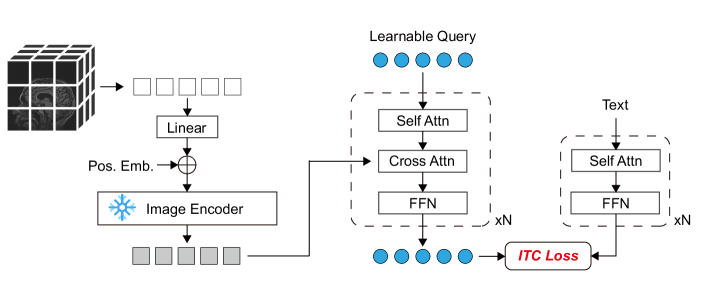 Learnable Query
Self Attn
Cross Attn
FFN
xN
Text
Self Attn
FFN
xN
Linear
Pos. Emb.
Image Encoder
ITC Loss